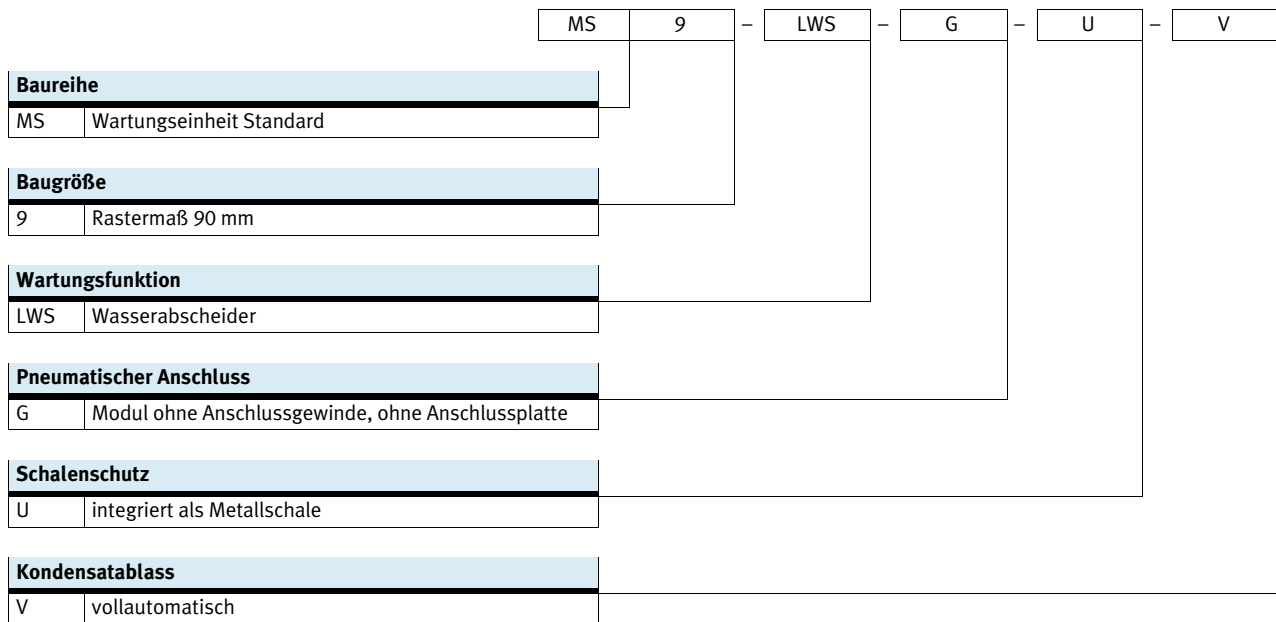 MS 9 – LWS – G – U – V
Baureihe
MS Wartungseinheit Standard
Baugröße
9 Rastermaß 90 mm
Wartungsfunktion
LWS Wasserabscheider
Pneumatischer Anschluss
G Modul ohne Anschlussgewinde, ohne Anschlussplatte
Schalenschutz
U integriert als Metallschale
Kondensatablass
V vollautomatisch